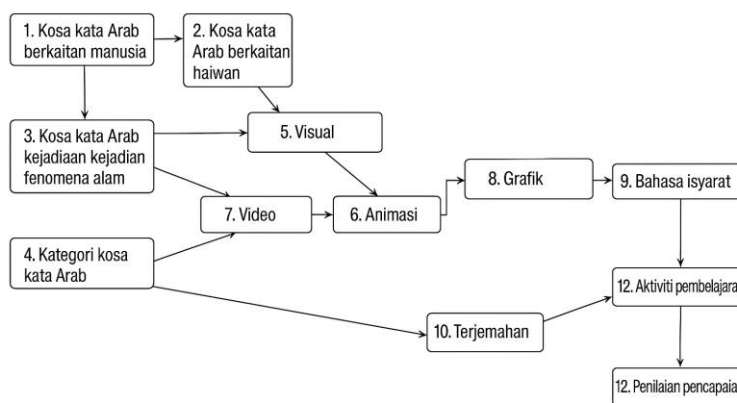 1. Kosa kata Arab
berkaitan manusia
2. Kosa kata
Arab berkaitan
haiwan
3. Kosa kata Arab
kejadiaan kejadian
fenomena alam
5. Visual
4. Kategori kosa
kata Arab
7. Video
6. Animasi
8. Grafik
9. Bahasa isyarat
10. Terjemahan
12. Aktiviti pembelajara
12. Penilaian pencapaia